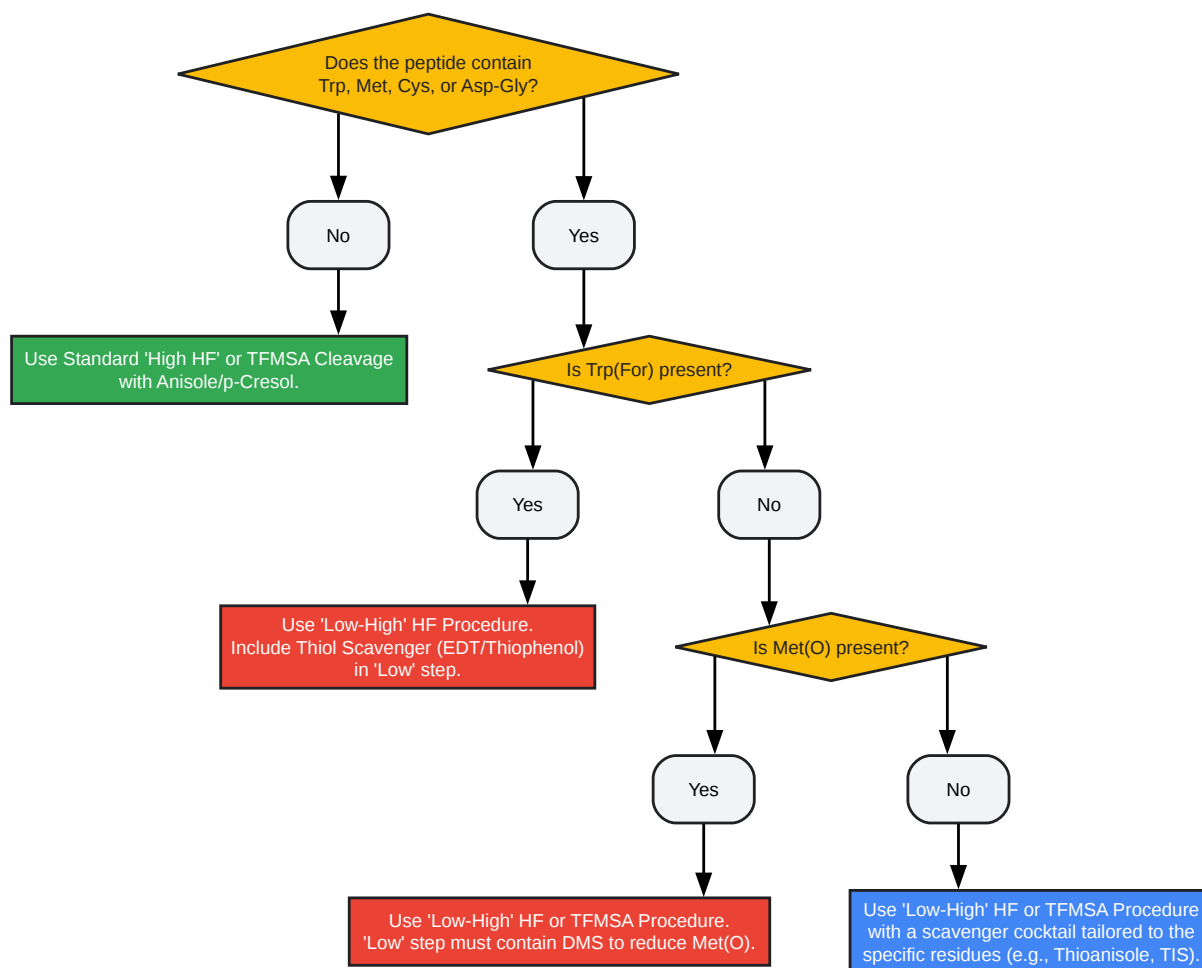 Does the peptide contain
Trp, Met, Cys, or Asp-Gly?
No
Yes
Use Standard 'High HF' or TFMSA Cleavage
with Anisole/p-Cresol.
Is Trp(For) present?
Yes
No
Use 'Low-High' HF Procedure.
Include Thiol Scavenger (EDT/Thiophenol)
in 'Low' step.
Is Met(O) present?
Yes
No
Use 'Low-High' HF or TFMSA Procedure.
'Low' step must contain DMS to reduce Met(O).
Use 'Low-High' HF or TFMSA Procedure
with a scavenger cocktail tailored to the
specific residues (e.g., Thioanisole, TIS).